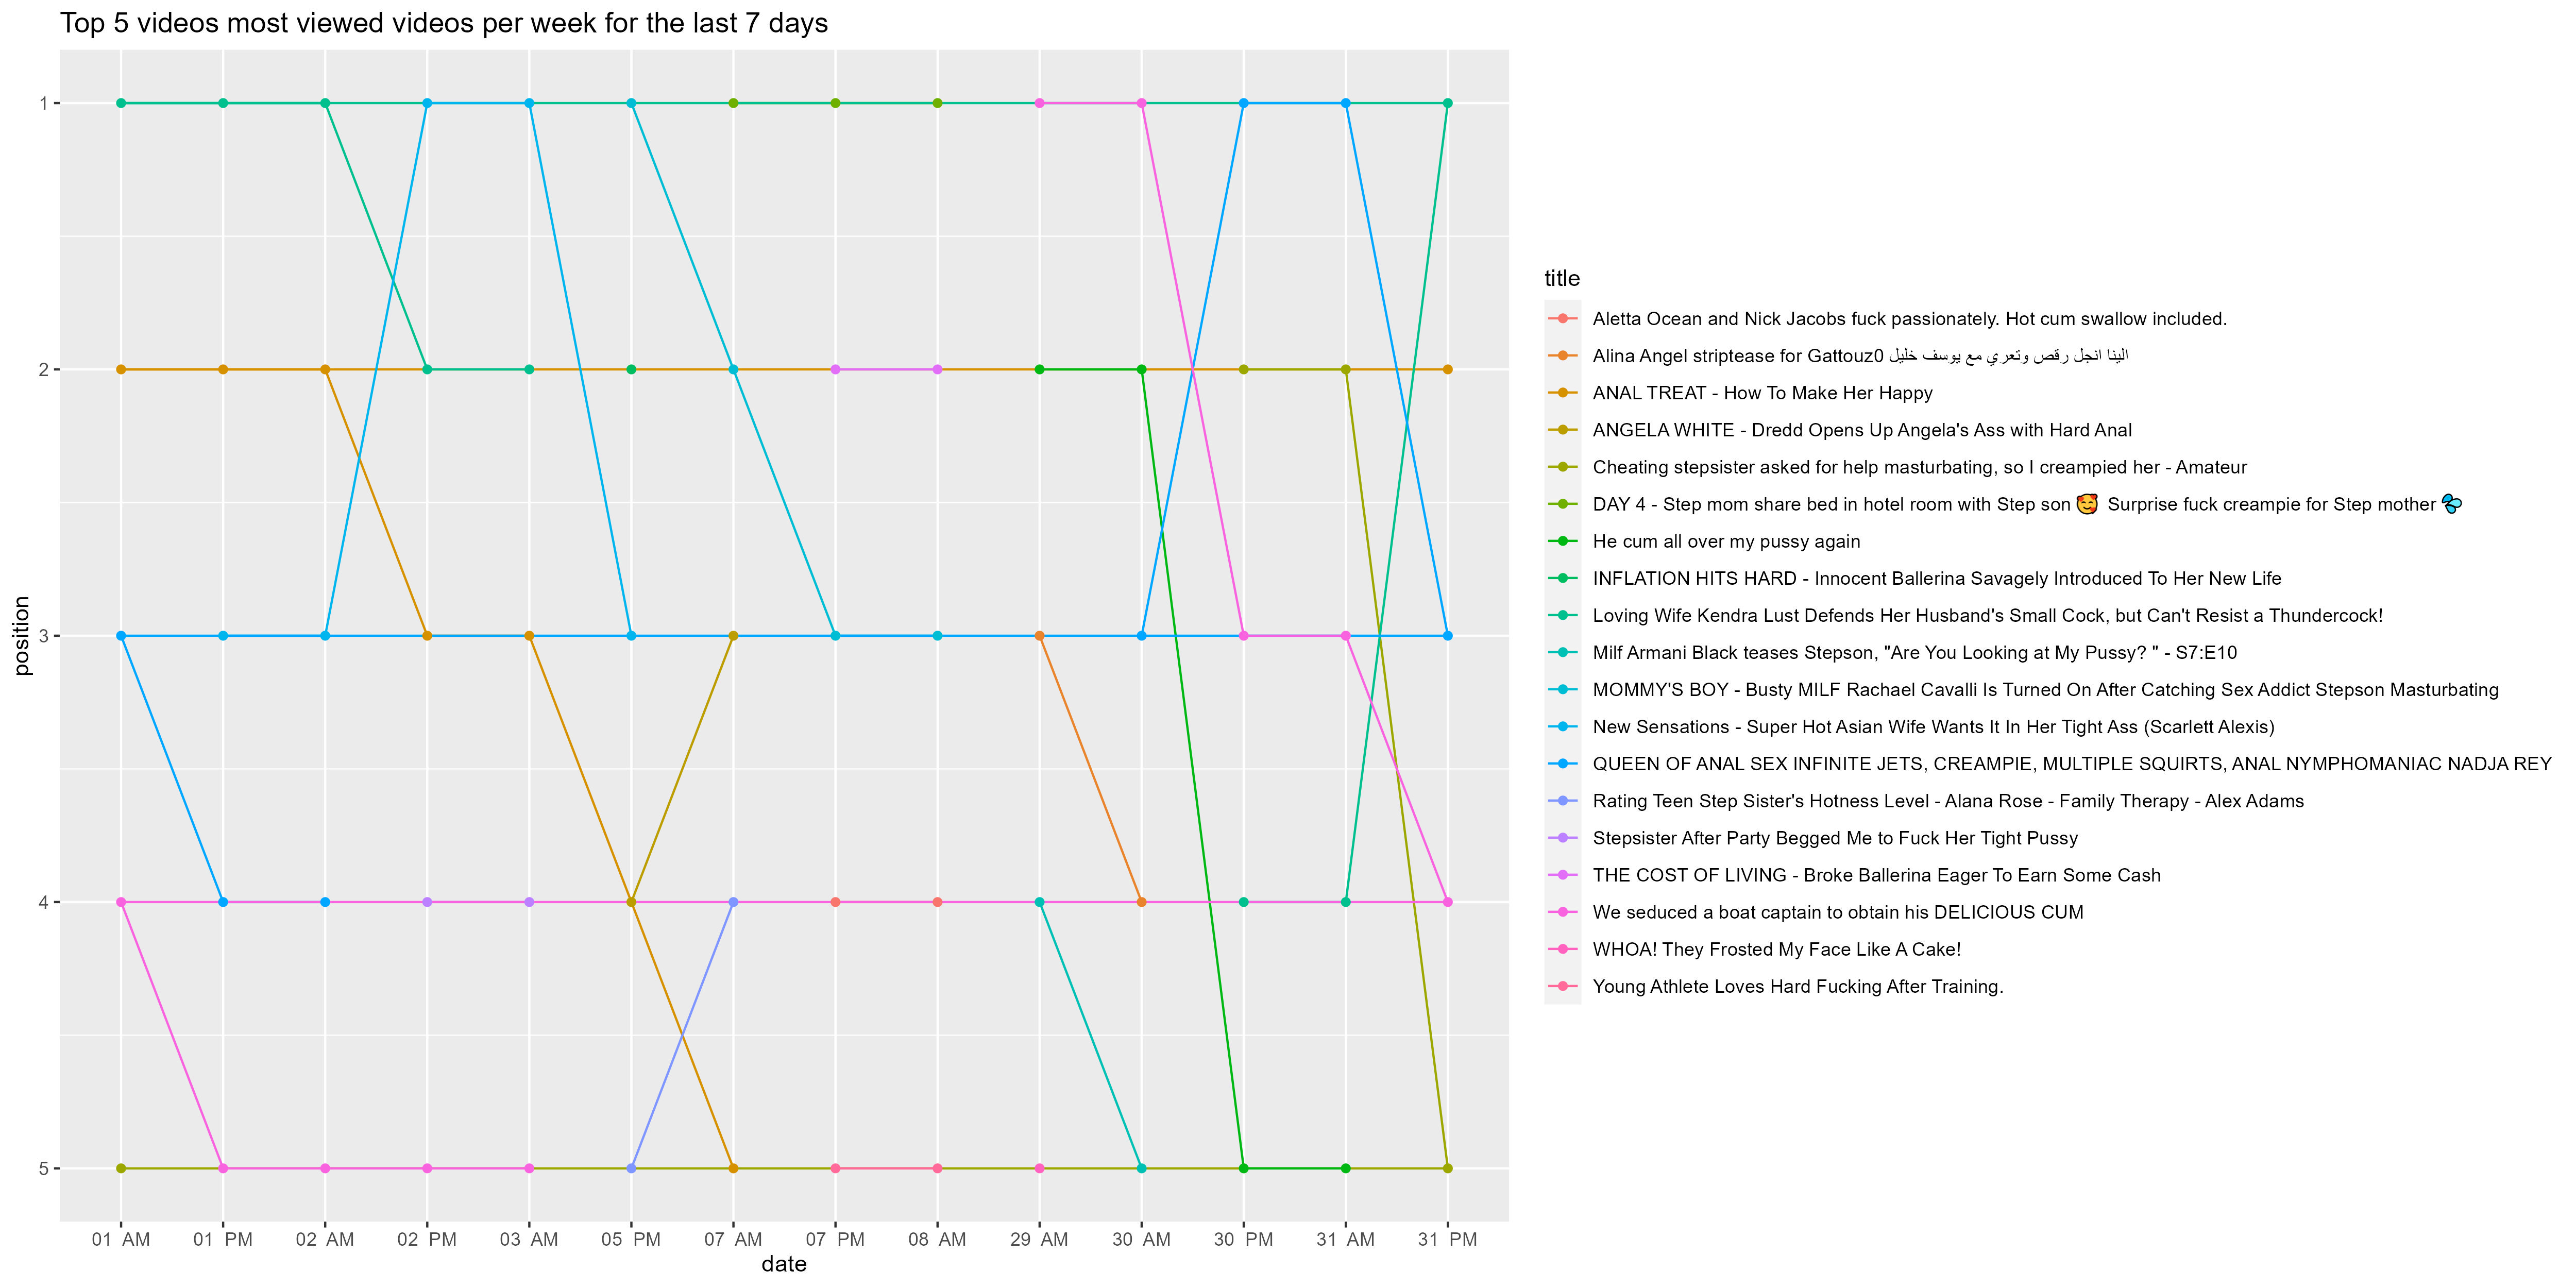 Top 5 videos most viewed videos per week for the last 7 days
position
1
2
3
4
5
01 AM 01 PM 02 AM 02 PM 03 AM 05 PM 07 AM 07 PM 08 AM 29 AM 30 AM 30 PM 31 AM 31 PM
date
title
Aletta Ocean and Nick Jacobs fuck passionately. Hot cum swallow included.
Alina Angel striptease for Gattouz0 الينا انجل رقص وتعري مع يوسف خليل
ANAL TREAT - How To Make Her Happy
ANGELA WHITE - Dredd Opens Up Angela's Ass with Hard Anal
Cheating stepsister asked for help masturbating, so I creampied her - Amateur
DAY 4 - Step mom share bed in hotel room with Step son 🥰 Surprise fuck creampie for Step mother 💦
He cum all over my pussy again
INFLATION HITS HARD - Innocent Ballerina Savagely Introduced To Her New Life
Loving Wife Kendra Lust Defends Her Husband's Small Cock, but Can't Resist a Thundercock!
Milf Armani Black teases Stepson, "Are You Looking at My Pussy? " - S7:E10
MOMMY'S BOY - Busty MILF Rachael Cavalli Is Turned On After Catching Sex Addict Stepson Masturbating
New Sensations - Super Hot Asian Wife Wants It In Her Tight Ass (Scarlett Alexis)
QUEEN OF ANAL SEX INFINITE JETS, CREAMPIE, MULTIPLE SQUIRTS, ANAL NYMPHOMANIAC NADJA REY
Rating Teen Step Sister's Hotness Level - Alana Rose - Family Therapy - Alex Adams
Stepsister After Party Begged Me to Fuck Her Tight Pussy
THE COST OF LIVING - Broke Ballerina Eager To Earn Some Cash
We seduced a boat captain to obtain his DELICIOUS CUM
WHOA! They Frosted My Face Like A Cake!
Young Athlete Loves Hard Fucking After Training.